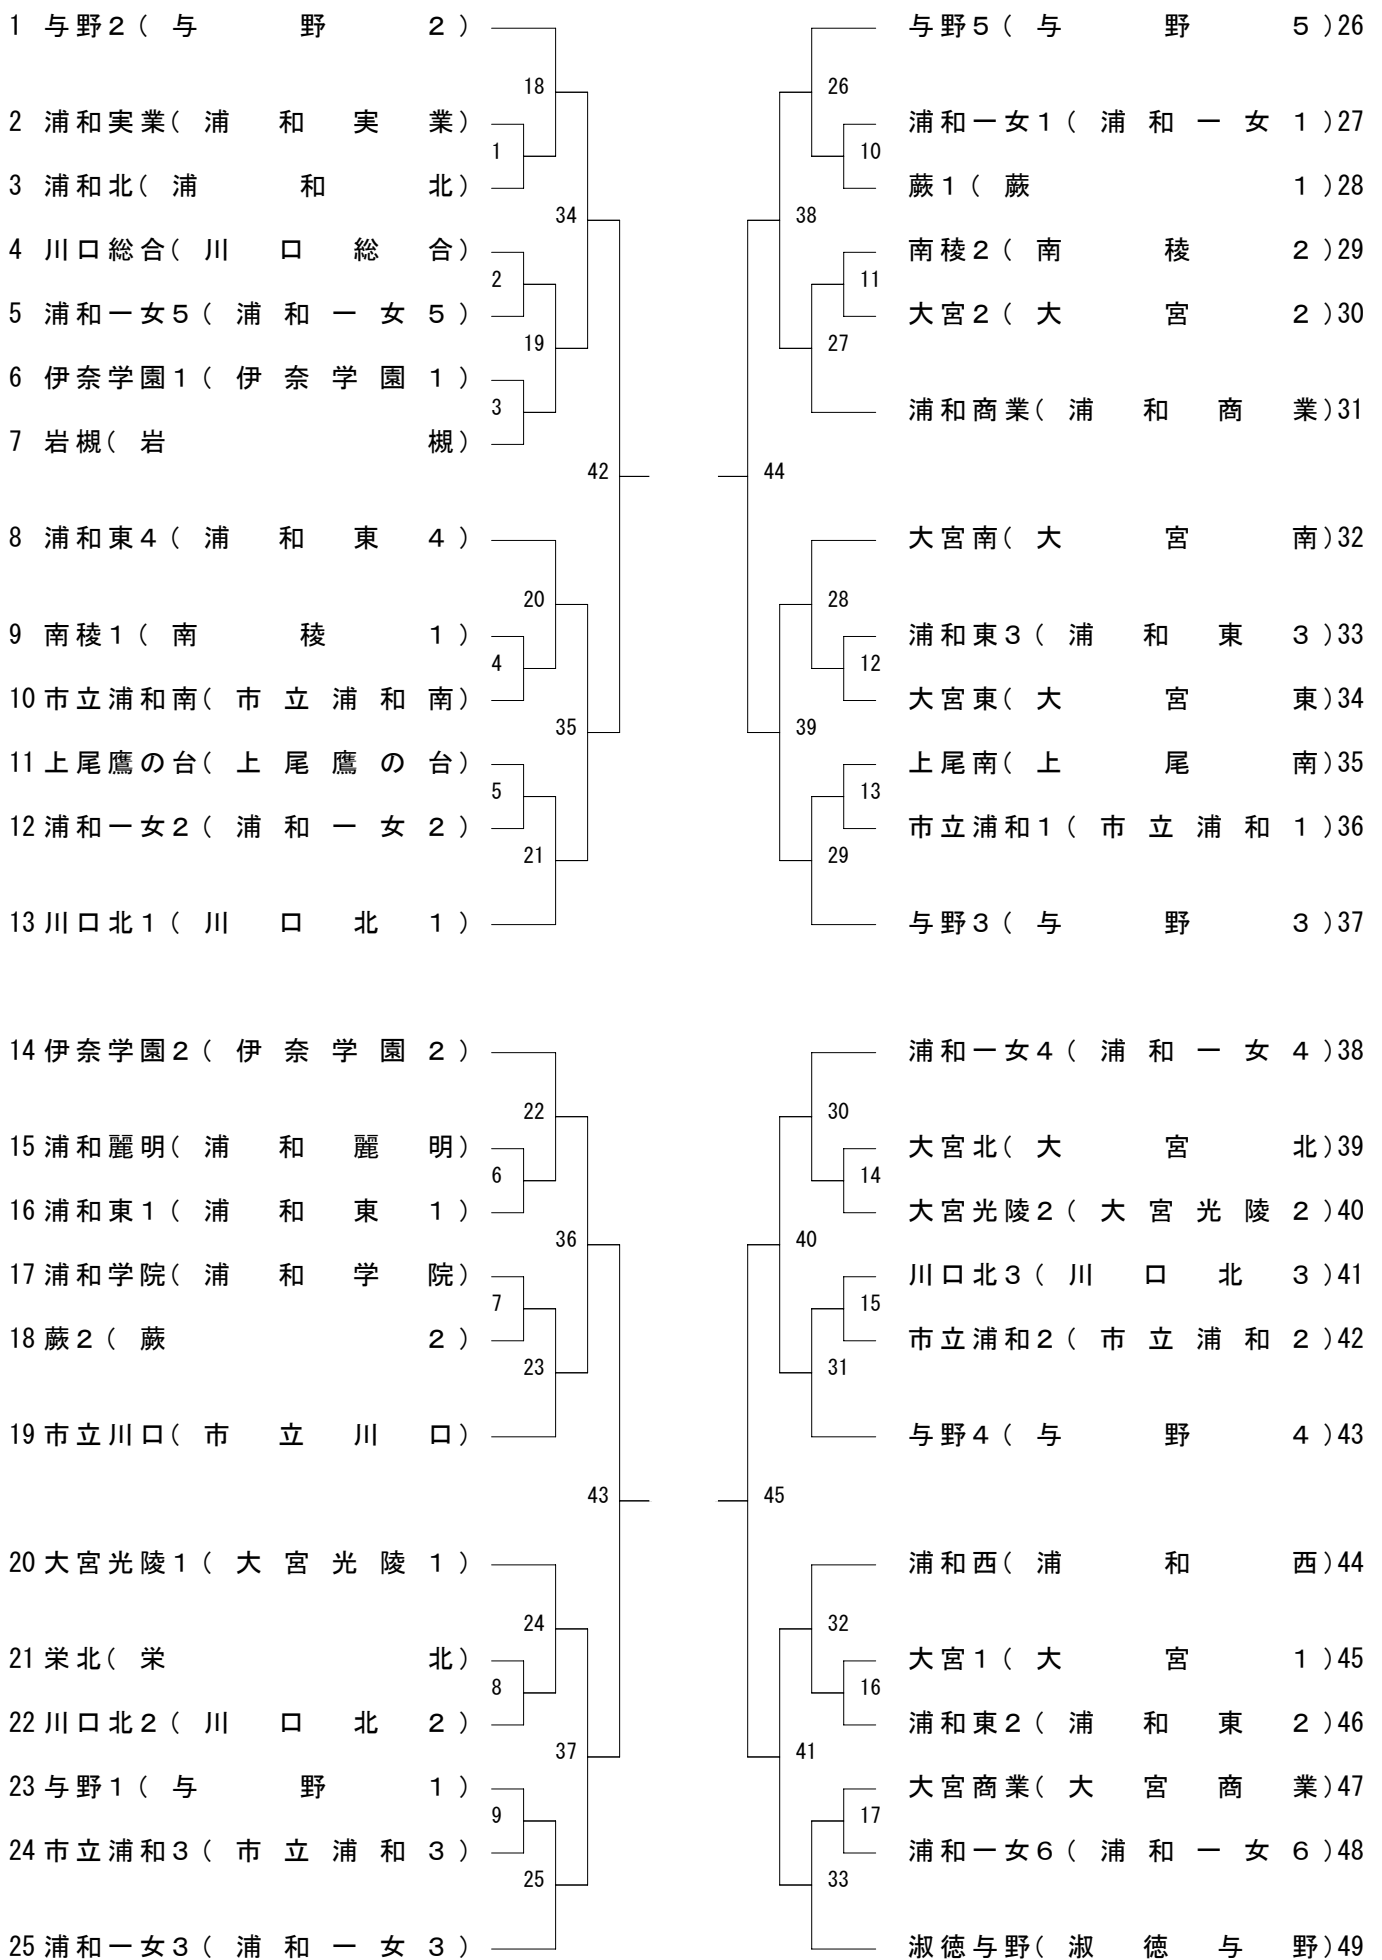 1 与野２(与野２)
18
2 浦和実業(浦和実業)
1
3 浦和北(浦和北)
34
4 川口総合(川口総合)
2
5 浦和一女５(浦和一女５)
19
6 伊奈学園１(伊奈学園１)
3
7 岩槻(岩槻)
42
8 浦和東４(浦和東４)
20
9 南稜１(南稜１)
4
10 市立浦和南(市立浦和南)
35
11 上尾鷹の台(上尾鷹の台)
5
12 浦和一女２(浦和一女２)
21
13 川口北１(川口北１)
14 伊奈学園２(伊奈学園２)
22
15 浦和麗明(浦和麗明)
6
16 浦和東１(浦和東１)
36
17 浦和学院(浦和学院)
7
18 蕨２(蕨２)
23
19 市立川口(市立川口)
43
20 大宮光陵１(大宮光陵１)
24
21 栄北(栄北)
8
22 川口北２(川口北２)
37
23 与野１(与野１)
9
24 市立浦和３(市立浦和３)
25
25 浦和一女３(浦和一女３)
与野５(与野５)26
26
浦和一女１(浦和一女１)27
10
蕨１(蕨１)28
38
南稜２(南稜２)29
11
大宮２(大宮２)30
27
浦和商業(浦和商業)31
44
大宮南(大宮南)32
28
浦和東３(浦和東３)33
12
大宮東(大宮東)34
39
上尾南(上尾南)35
13
市立浦和１(市立浦和１)36
29
与野３(与野３)37
浦和一女４(浦和一女４)38
30
大宮北(大宮北)39
14
大宮光陵２(大宮光陵２)40
40
川口北３(川口北３)41
15
市立浦和２(市立浦和２)42
31
与野４(与野４)43
45
浦和西(浦和西)44
32
大宮１(大宮１)45
16
浦和東２(浦和東２)46
41
大宮商業(大宮商業)47
17
浦和一女６(浦和一女６)48
33
淑徳与野(淑徳与野)49